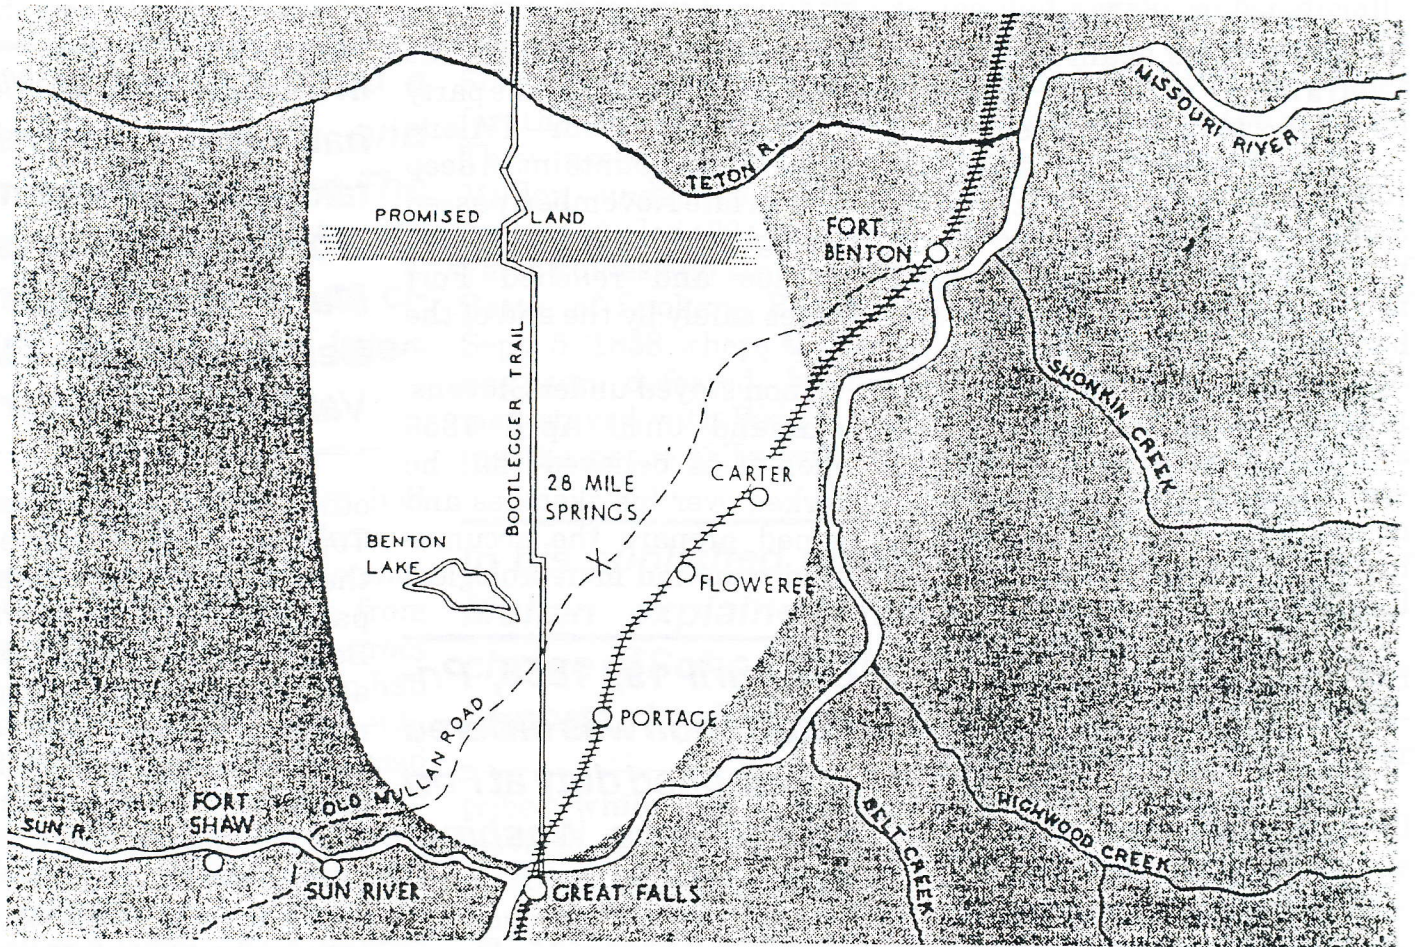 MISSOURI RIVER
TETON R.
PROMISED LAND
FORT
BENTON
SHONKIN CREEK
BOOTLEGGER TRAIL
CARTER
28 MILE
SPRINGS
BENTON
LAKE
FLOWEREE
PORTAGE
OLD MULLAN ROAD
FORT
SHAW
SUN R.
SUN RIVER
GREAT FALLS
BELT CREEK
HIGHWOOD CREEK